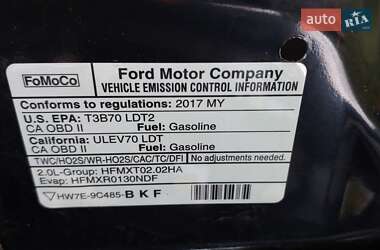 auto RIA
FoMoCo
Ford Motor Company
VEHICLE EMISSION CONTROL INFORMATION
Conforms to regulations: 2017 MY
U.S. EPA: T3B70 LDT2
CA OBD II Fuel: Gasoline
California: ULEV70 LDT
CA OBD II Fuel: Gasoline
TWC/HO2S/WR-HO2S/CAC/TC/DFI
No adjustments needed.
2.0L-Group: HFMXT02.02HA
Evap: HFMXR0130NDF
HW7E-9C485-BKF